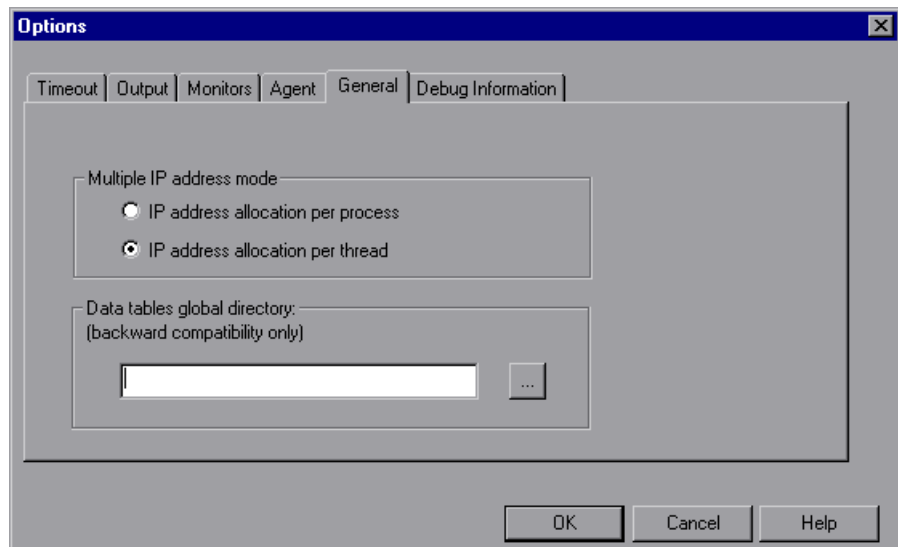 Options
Timeout Output Monitors Agent General Debug Information
Multiple IP address mode
IP address allocation per process
IP address allocation per thread
Data tables global directory:
(backward compatibility only)
...
OK Cancel Help